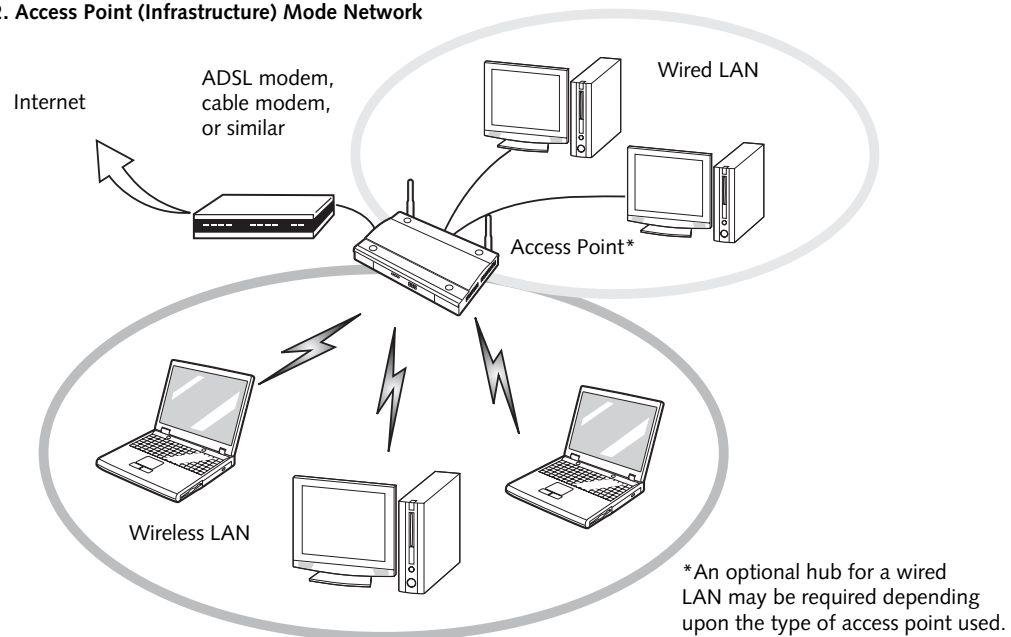 2. Access Point (Infrastructure) Mode Network
Internet
ADSL modem,
cable modem,
or similar
Wired LAN
Access Point*
Wireless LAN
*An optional hub for a wired
LAN may be required depending
upon the type of access point used.